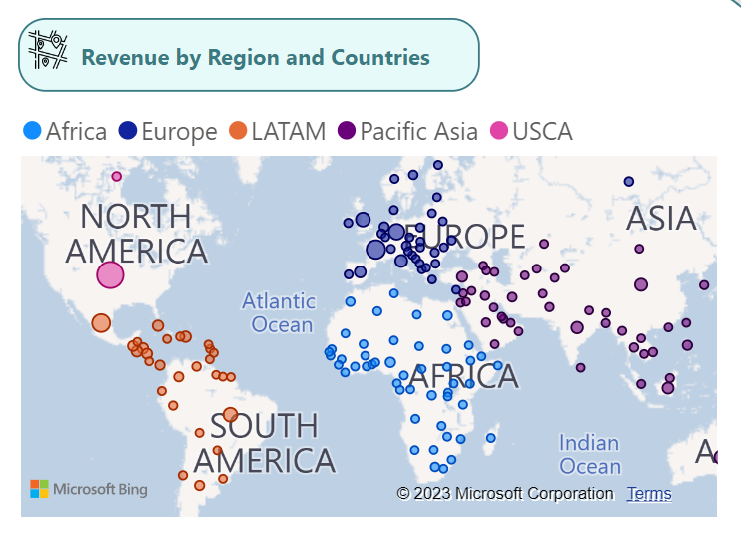 Revenue by Region and Countries
Africa Europe LATAM Pacific Asia USCA
NORTH
AMERICA
EUROPE
ASIA
Atlantic
Ocean
AFRICA
SOUTH
AMERICA
Indian
Ocean
A
Microsoft Bing
© 2023 Microsoft Corporation Terms